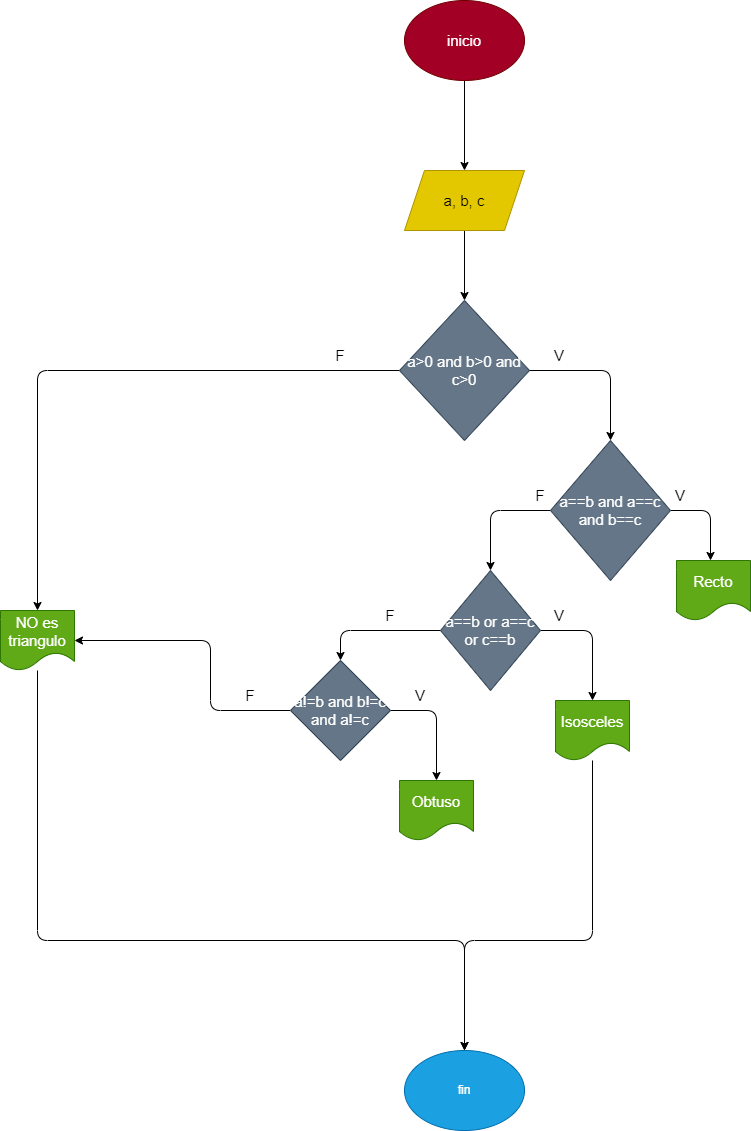 inicio
a, b, c
a>0 and b>0 and
c>0
F
V
a==b and a==c
and b==c
F
V
Recto
a==b or a==c
or c==b
F
V
NO es
triangulo
a!=b and b!=c
and a!=c
F
V
Isosceles
Obtuso
fin